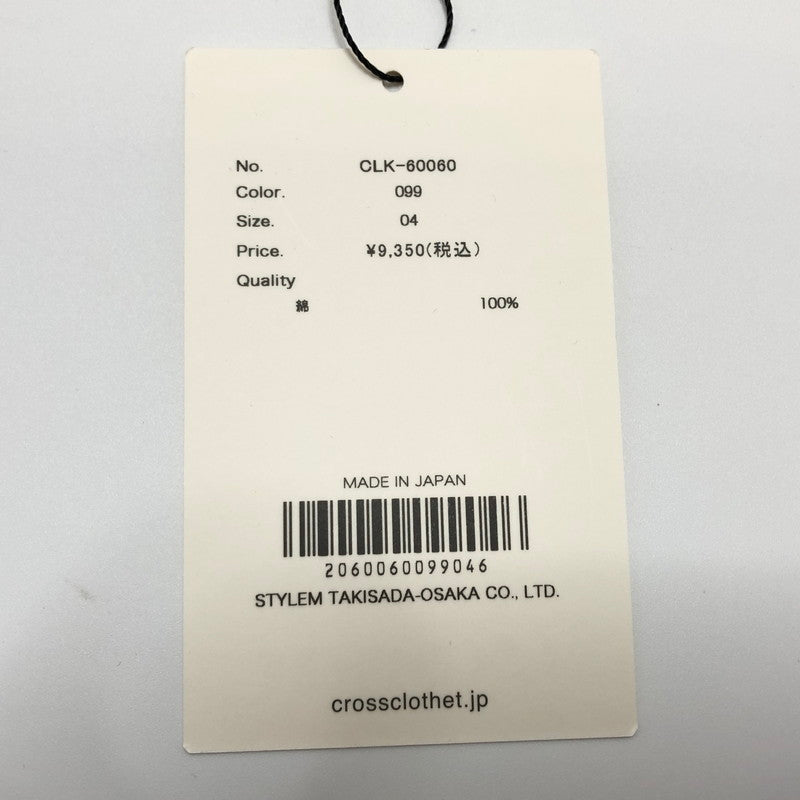 No. CLK-60060
Color. 099
Size. 04
Price. ¥9,350(税込)
Quality
綿 100%
MADE IN JAPAN
2060060099046
STYLEM TAKISADA-OSAKA CO., LTD.
crossclothet.jp